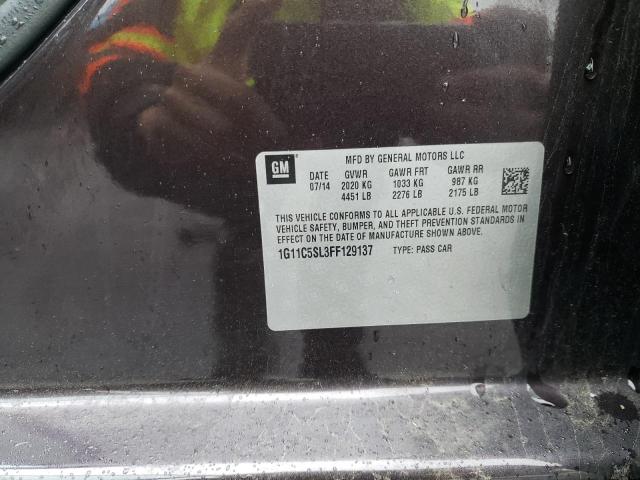 GM
MFD BY GENERAL MOTORS LLC
DATE GVWR GAWR FRT GAWR RR
07/14 2020 KG 1033 KG 987 KG
4451 LB 2276 LB 2175 LB
THIS VEHICLE CONFORMS TO ALL APPLICABLE U.S. FEDERAL MOTOR
VEHICLE SAFETY, BUMPER, AND THEFT PREVENTION STANDARDS IN
EFFECT ON THE DATE OF MANUFACTURE SHOWN ABOVE.
1G11C5SL3FF129137 TYPE: PASS CAR